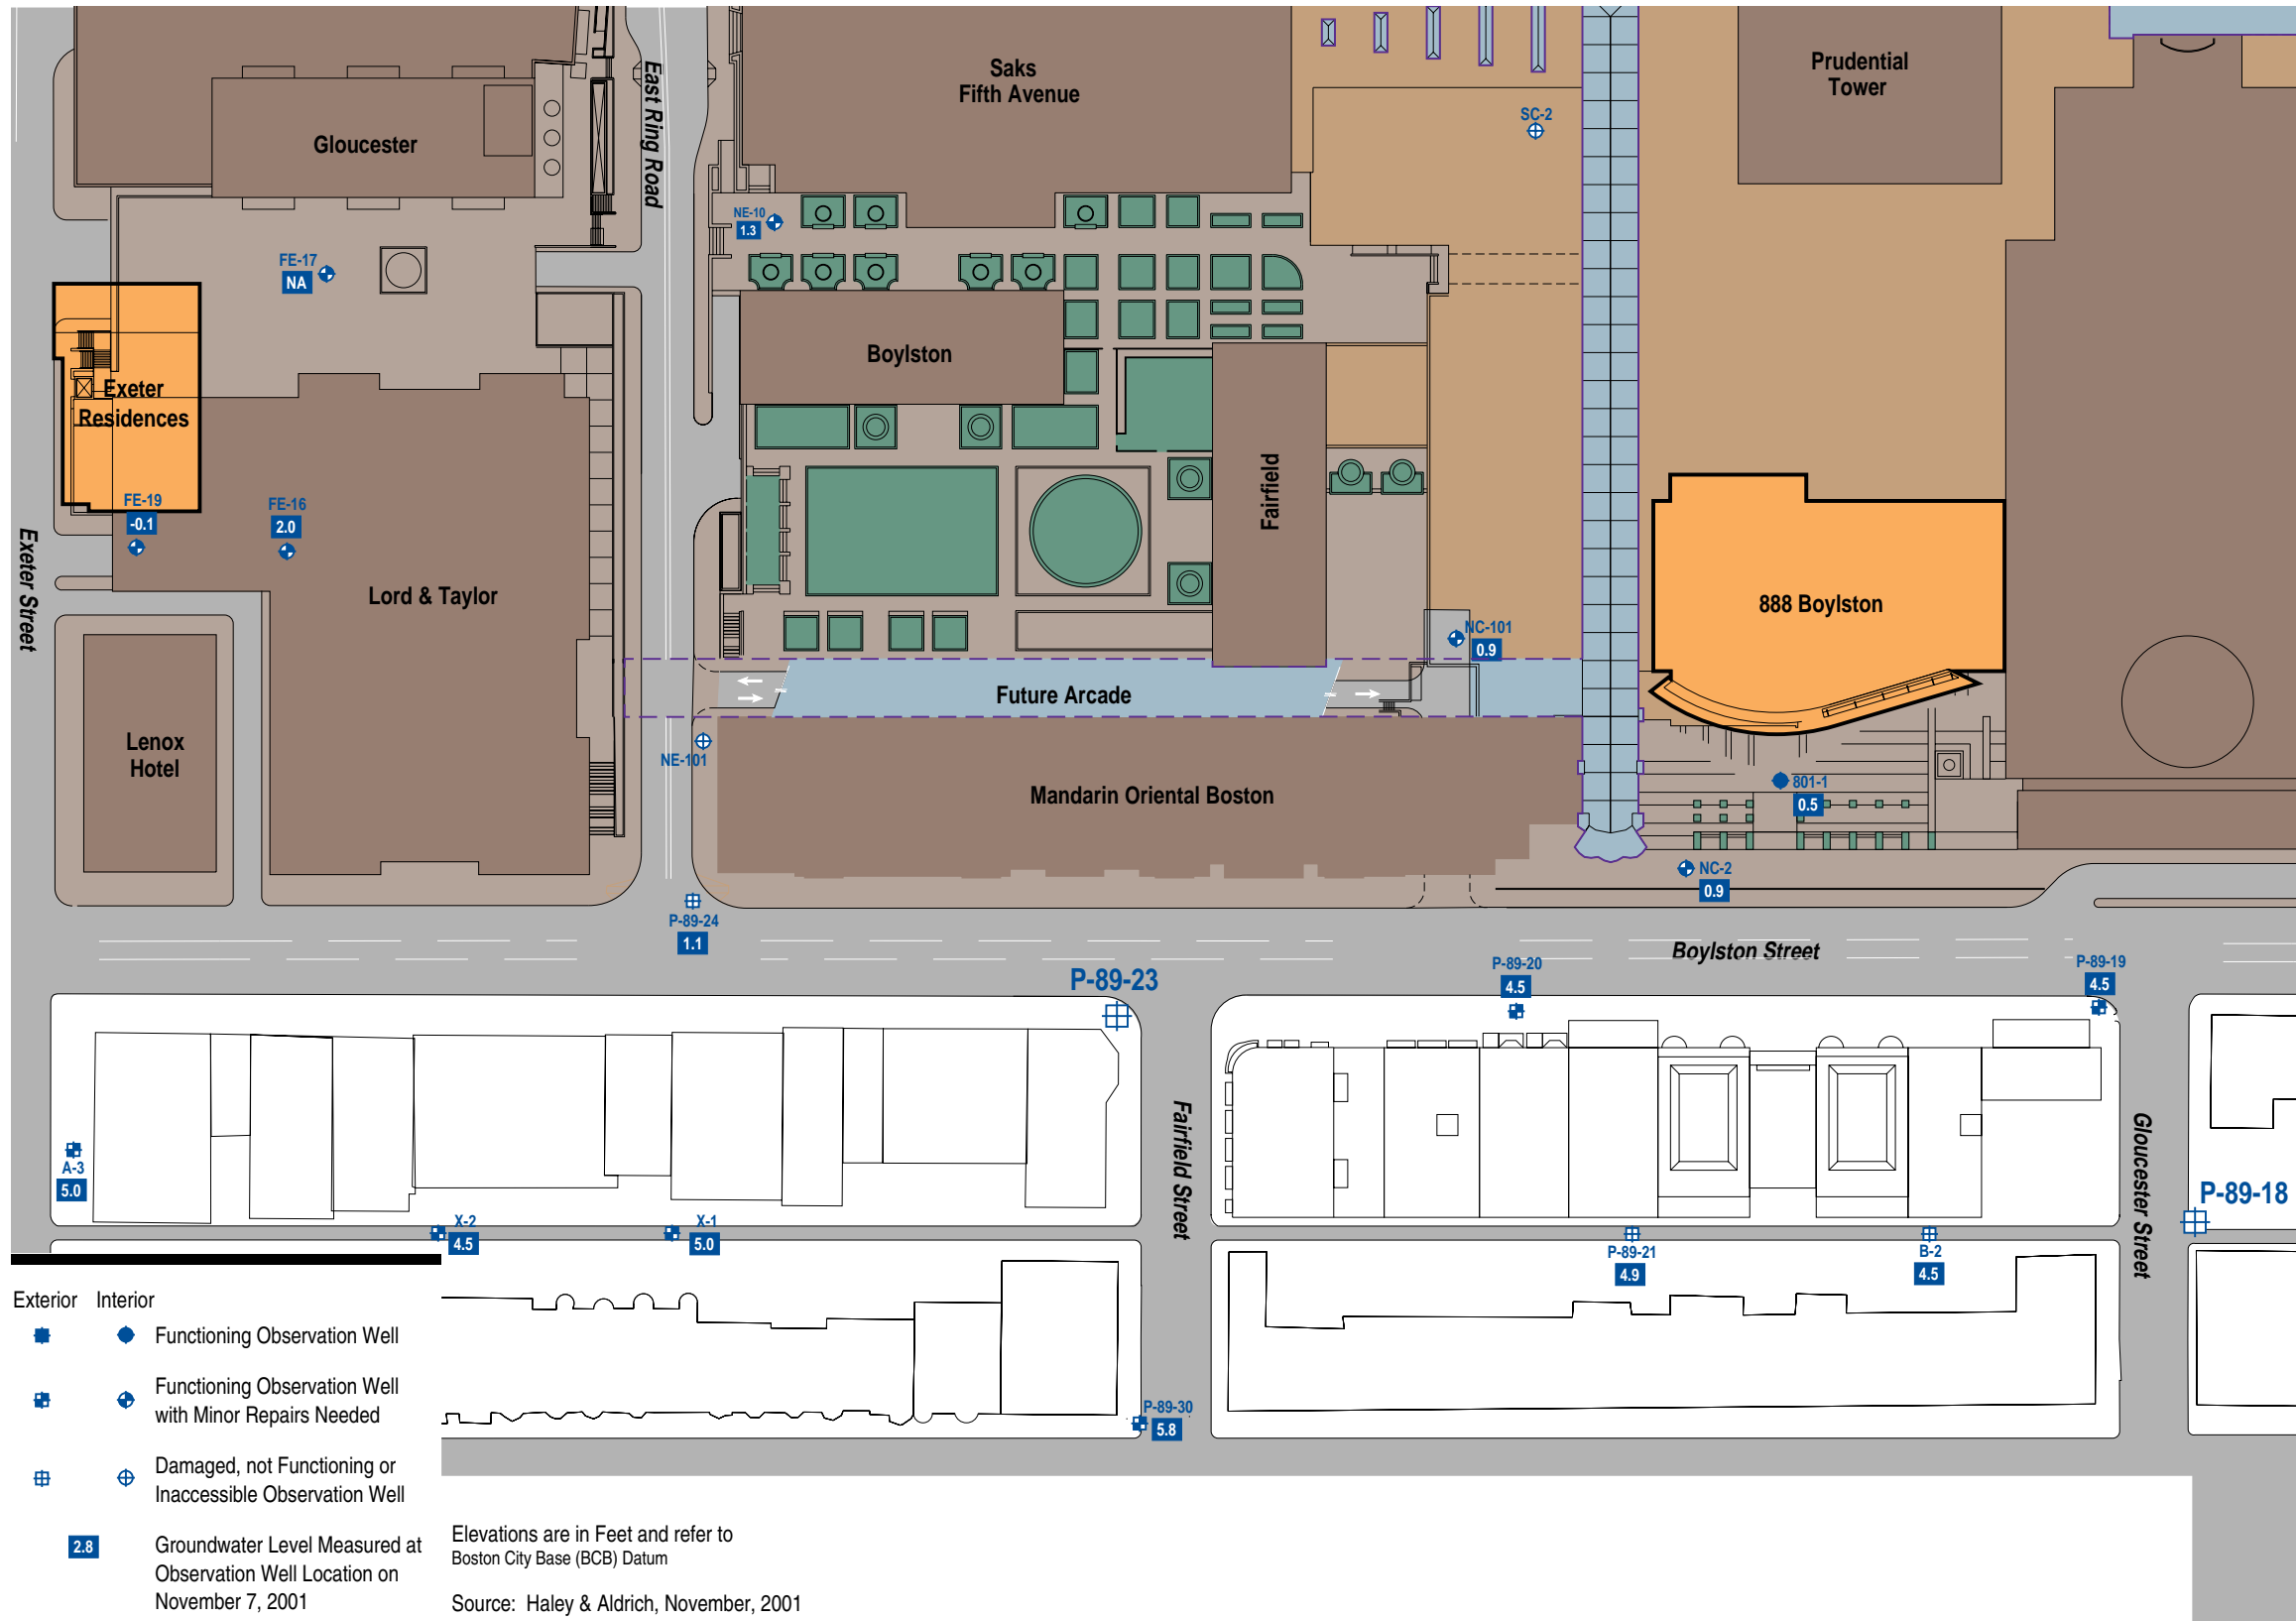 Saks
Fifth Avenue
Prudential
Tower
Gloucester
East Ring Road
SC-2
NE-10
1.3
FE-17
NA
Boylston
Exeter
Residences
Fairfield
FE-19
-0.1
FE-16
2.0
Exeter Street
Lord & Taylor
888 Boylston
NC-101
0.9
Future Arcade
Lenox
Hotel
NE-101
Mandarin Oriental Boston
801-1
0.5
NC-2
0.9
P-89-24
1.1
Boylston Street
P-89-23
P-89-20
4.5
P-89-19
4.5
A-3
5.0
Fairfield Street
Gloucester Street
P-89-18
X-2
4.5
X-1
5.0
P-89-21
4.9
B-2
4.5
P-89-30
5.8
Exterior Interior
Functioning Observation Well
Functioning Observation Well
with Minor Repairs Needed
Damaged, not Functioning or
Inaccessible Observation Well
2.8
Groundwater Level Measured at
Observation Well Location on
November 7, 2001
Elevations are in Feet and refer to
Boston City Base (BCB) Datum
Source: Haley & Aldrich, November, 2001